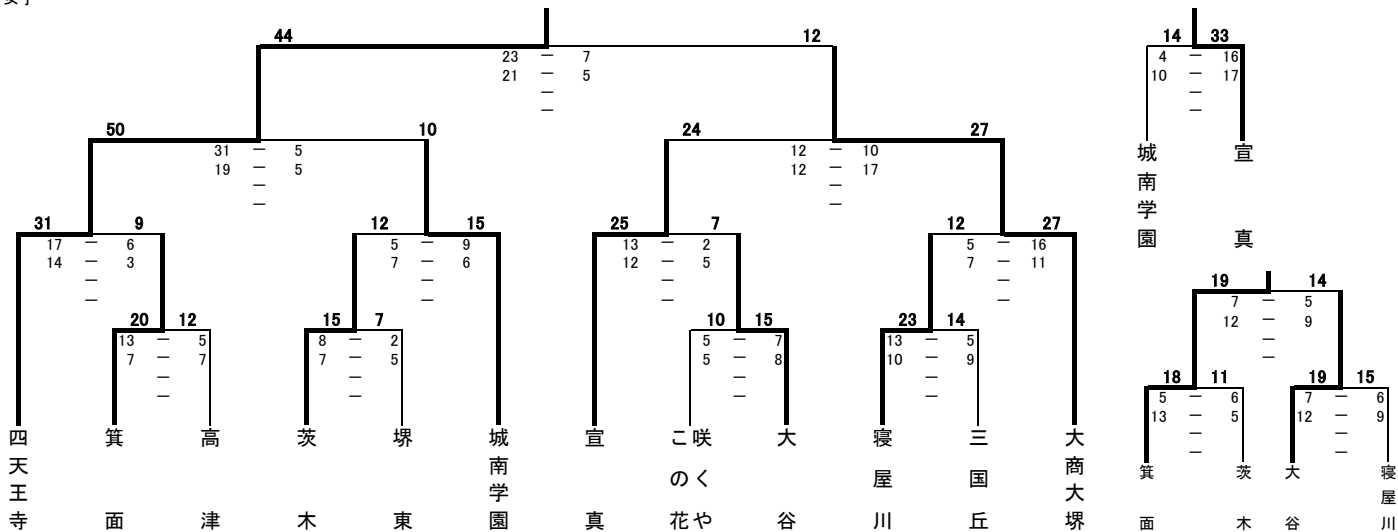 女子
44 12
23 － 7
21 － 5
－
－
14 33
4 － 16
10 － 17
－
－
50 10
31 － 5
19 － 5
－
－
24 27
12 － 10
12 － 17
－
－
城南学園
宣真
31 9
17 － 6
14 － 3
－
－
12 15
5 － 9
7 － 6
－
－
25 7
13 － 2
12 － 5
－
－
12 27
5 － 16
7 － 11
－
－
20 12
13 － 5
7 － 7
－
－
15 7
8 － 2
7 － 5
－
－
10 15
5 － 7
5 － 8
－
－
23 14
13 － 5
10 － 9
－
－
四天王寺
箕面
高津
茨木
堺東
城南学園
宣真
咲くや
この花
大谷
寝屋川
三国丘
大商大堺
19 14
7 － 5
12 － 9
－
－
18 11
5 － 6
13 － 5
－
－
19 15
7 － 6
12 － 9
－
－
箕面
茨木
大谷
寝屋川